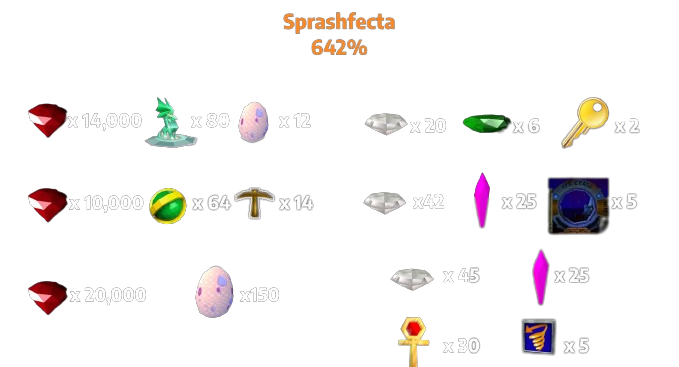 Sprashfecta
642%
x 14,000 x 80 x 12
x 20 x 6 x 2
x 10,000 x 64 x 14
x42 x 25 x 5
x 20,000 x150
x 45 x 25
x 30 x 5